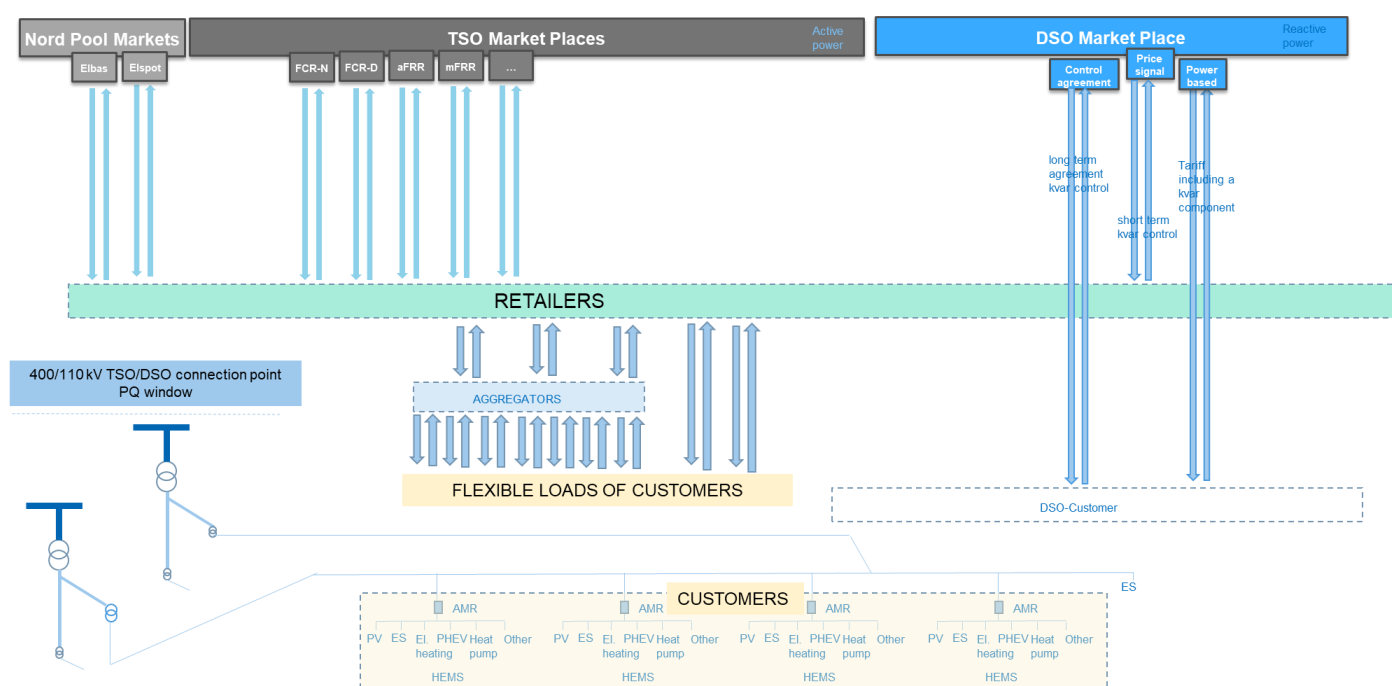 Nord Pool Markets
TSO Market Places
Active
power
DSO Market Place
Reactive
power
Elbas
Elspot
FCR-N
FCR-D
aFRR
mFRR
...
Control
agreement
Price
signal
Power
based
long term
agreement
kvar control
short term
kvar control
Tariff
including a
kvar
component
RETAILERS
400/110 kV TSO/DSO connection point
PQ window
AGGREGATORS
FLEXIBLE LOADS OF CUSTOMERS
DSO-Customer
ES
CUSTOMERS
AMR
AMR
AMR
AMR
PV ES El. PHEV Heat Other
heating pump
HEMS
PV ES El. PHEV Heat Other
heating pump
HEMS
PV ES El. PHEV Heat Other
heating pump
HEMS
PV ES El. PHEV Heat Other
heating pump
HEMS